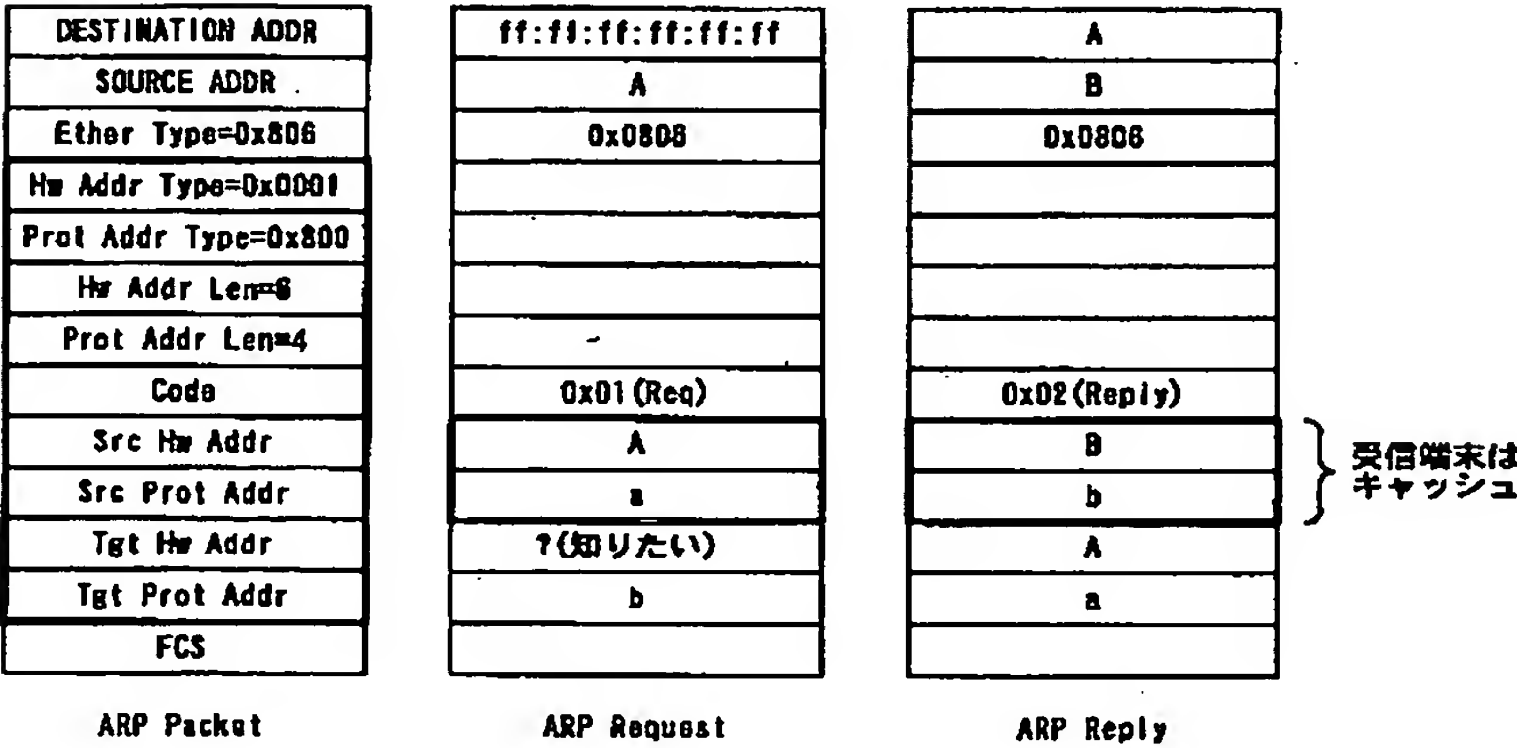 DESTINATION ADDR
SOURCE ADDR
Ether Type=0x806
Hw Addr Type=0x0001
Prot Addr Type=0x800
Hw Addr Len=6
Prot Addr Len=4
Code
Src Hw Addr
Src Prot Addr
Tgt Hw Addr
Tgt Prot Addr
FCS
ARP Packet
ff:ff:ff:ff:ff:ff
A
0x0806
0x01(Req)
A
a
?(知りたい)
b
ARP Request
A
B
0x0806
0x02(Reply)
B
b
A
a
ARP Reply
受信端末は
キャッシュ